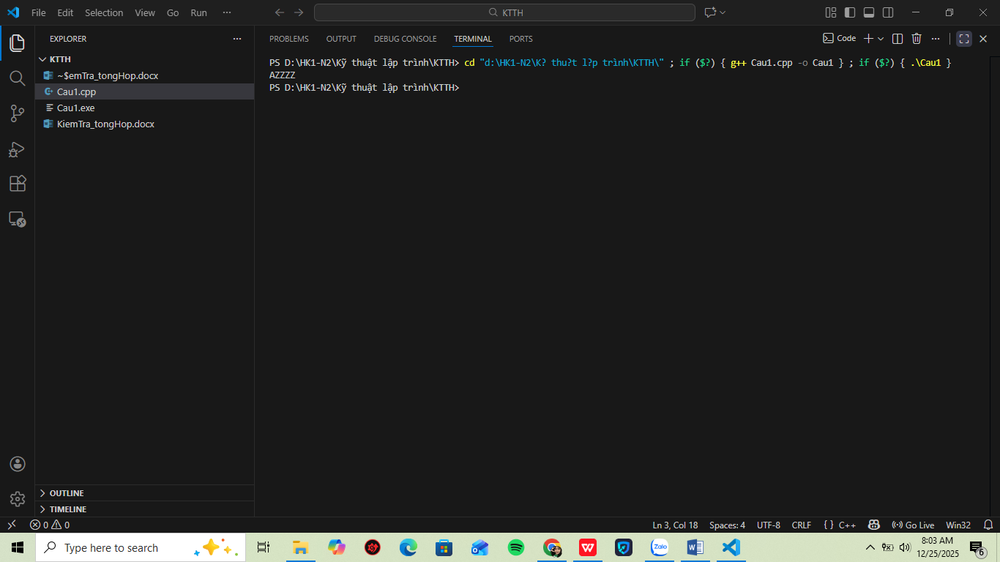 File Edit Selection View Go Run ···
KTTH
EXPLORER ···
KTTH
~$emTra_tongHop.docx
Cau1.cpp
Cau1.exe
KiemTra_tongHop.docx
OUTLINE
TIMELINE
PROBLEMS OUTPUT DEBUG CONSOLE TERMINAL PORTS
Code
PS D:\HK1-N2\Kỹ thuật lập trình\KTTH> cd "d:\HK1-N2\K? thu?t l?p trình\KTTH\" ; if ($?) { g++ Cau1.cpp -o Cau1 } ; if ($?) { .\Cau1 }
AZZZZ
PS D:\HK1-N2\Kỹ thuật lập trình\KTTH>
0 0 Ln 3, Col 18 Spaces: 4 UTF-8 CRLF { } C++ Go Live Win32
Type here to search
Zalo
8:03 AM
12/25/2025
6